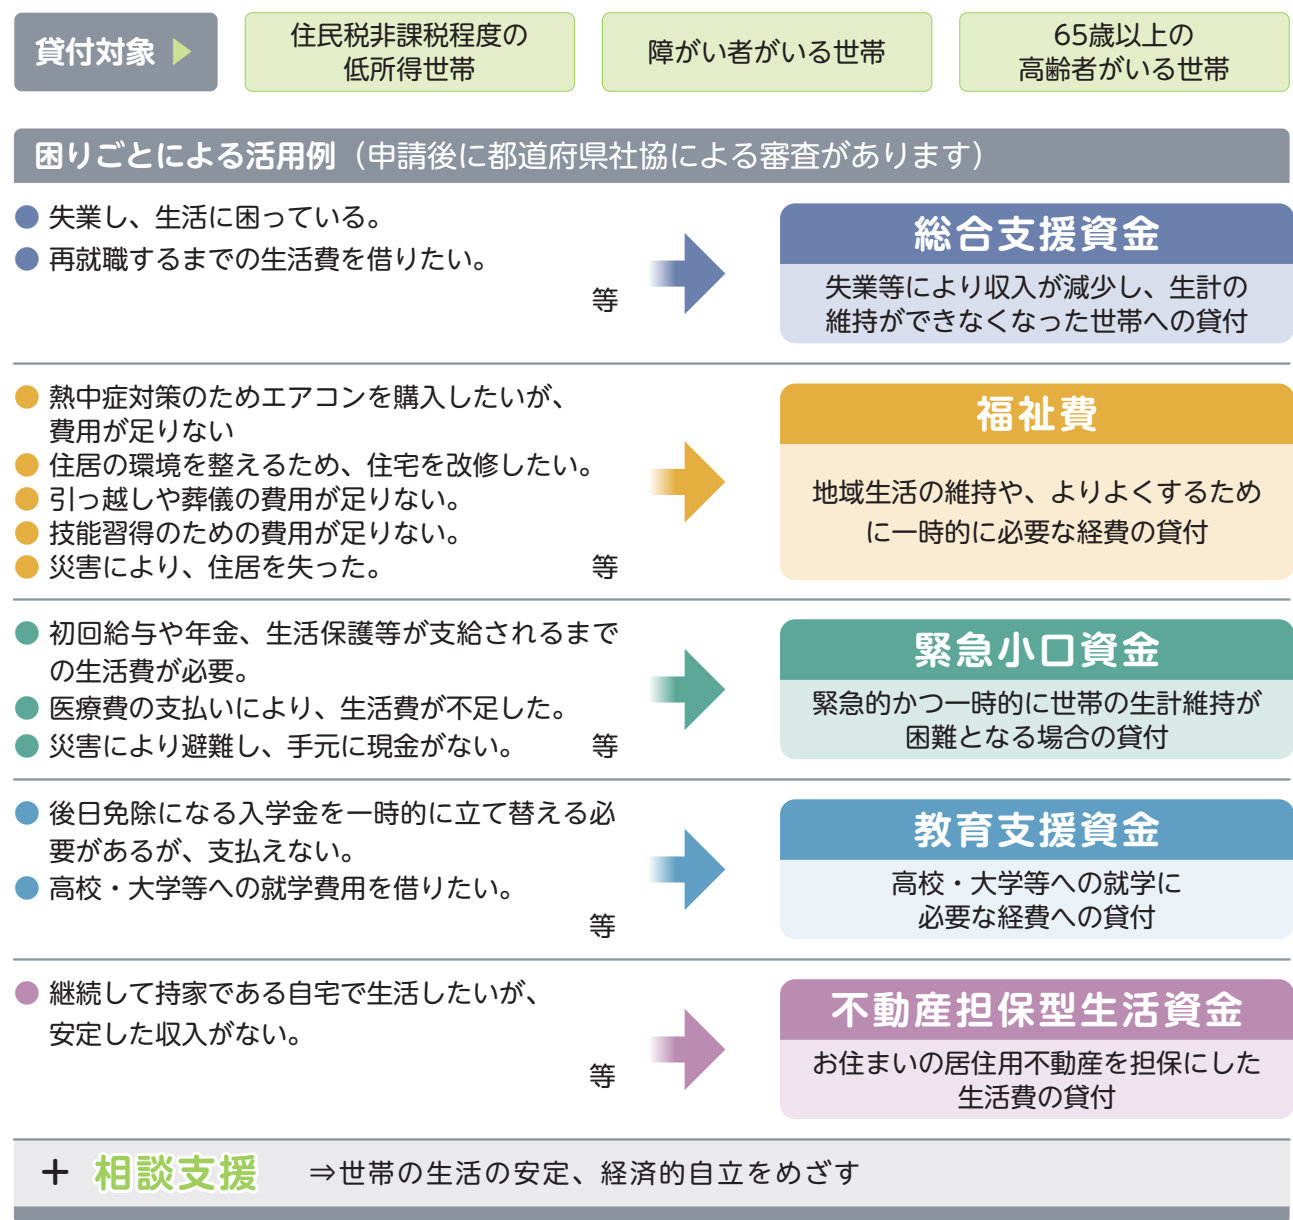 貸付対象
住民税非課税程度の
低所得世帯
障がい者がいる世帯
65歳以上の
高齢者がいる世帯
困りごとによる活用例（申請後に都道府県社協による審査があります）
● 失業し、生活に困っている。
● 再就職するまでの生活費を借りたい。
等
総合支援資金
失業等により収入が減少し、生計の
維持ができなくなった世帯への貸付
● 熱中症対策のためエアコンを購入したいが、
費用が足りない
● 住居の環境を整えるため、住宅を改修したい。
● 引っ越しや葬儀の費用が足りない。
● 技能習得のための費用が足りない。
● 災害により、住居を失った。 等
福祉費
地域生活の維持や、よりよくするため
に一時的に必要な経費の貸付
● 初回給与や年金、生活保護等が支給されるまで
の生活費が必要。
● 医療費の支払いにより、生活費が不足した。
● 災害により避難し、手元に現金がない。 等
緊急小口資金
緊急的かつ一時的に世帯の生計維持が
困難となる場合の貸付
● 後日免除になる入学金を一時的に立て替える必
要があるが、支払えない。
● 高校・大学等への就学費用を借りたい。
等
教育支援資金
高校・大学等への就学に
必要な経費への貸付
● 継続して持家である自宅で生活したいが、
安定した収入がない。
等
不動産担保型生活資金
お住まいの居住用不動産を担保にした
生活費の貸付
＋ 相談支援 ⇒世帯の生活の安定、経済的自立をめざす